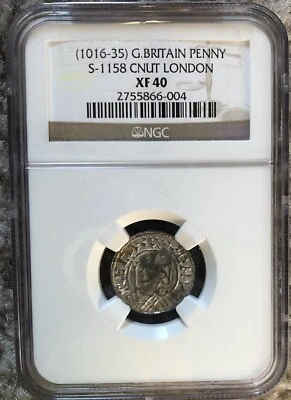 (1016-35) G.BRITAIN PENNY
S-1158 CNUT LONDON
XF 40
2755866-004
NGC